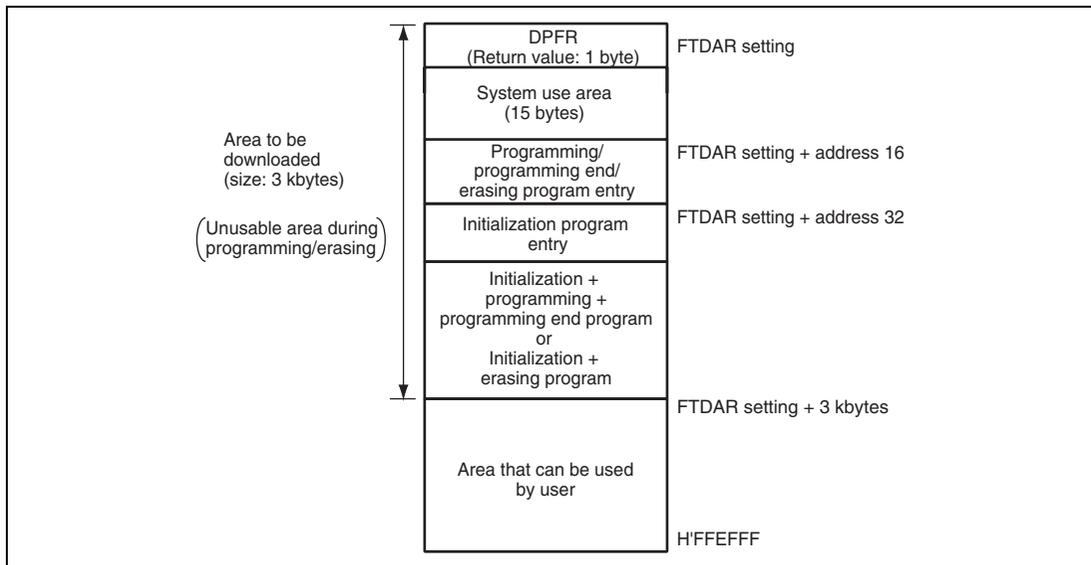 DPFR
(Return value: 1 byte)
FTDAR setting
System use area
(15 bytes)
Area to be
downloaded
(size: 3 kbytes)
(Unusable area during
programming/erasing)
Programming/
programming end/
erasing program entry
FTDAR setting + address 16
Initialization program
entry
FTDAR setting + address 32
Initialization +
programming +
programming end program
or
Initialization +
erasing program
FTDAR setting + 3 kbytes
Area that can be used
by user
H'FFEFFF